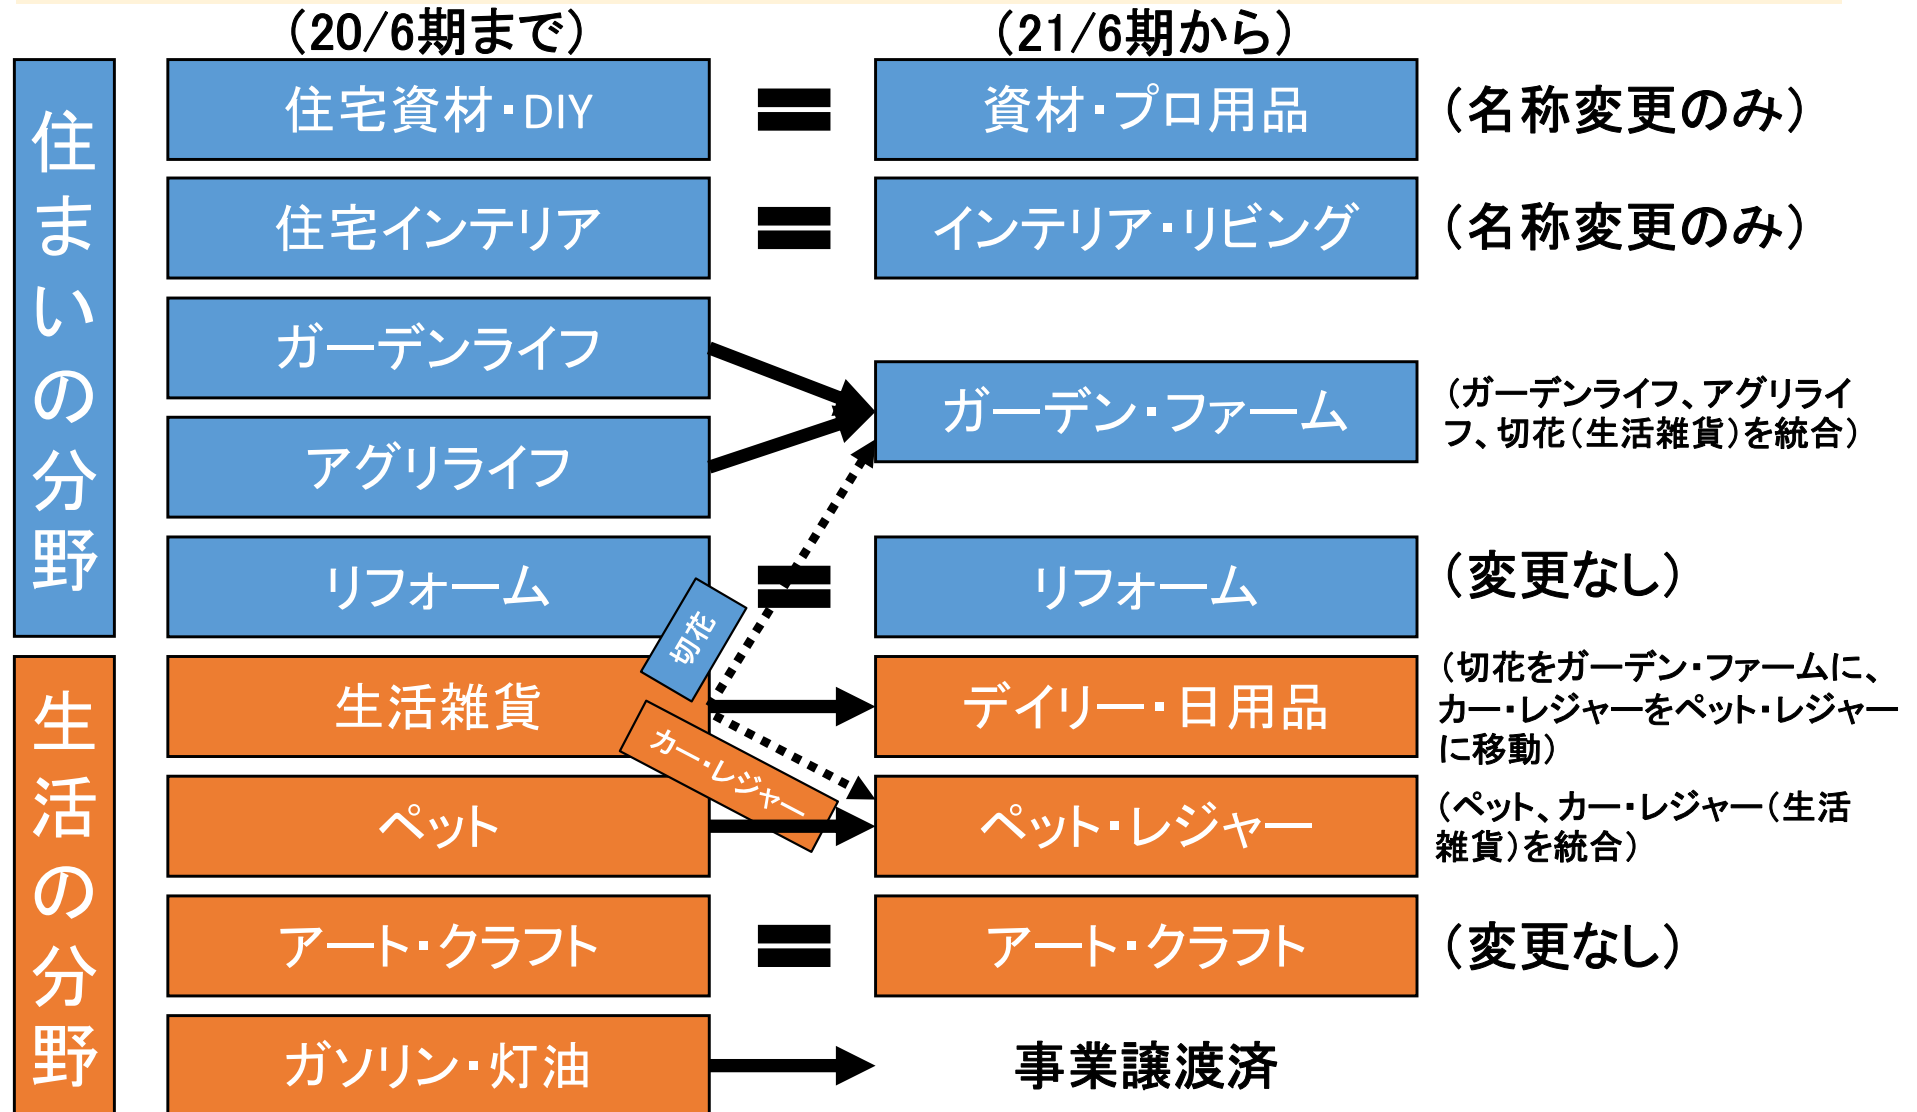 （20/6期まで）
（21/6期から）
住まいの分野
住宅資材・DIY
資材・プロ用品
（名称変更のみ）
住宅インテリア
インテリア・リビング
（名称変更のみ）
ガーデンライフ
アグリライフ
ガーデン・ファーム
（ガーデンライフ、アグリライ
フ、切花（生活雑貨）を統合）
リフォーム
リフォーム
（変更なし）
切花
生活の分野
生活雑貨
デイリー・日用品
（切花をガーデン・ファームに、
カー・レジャーをペット・レジャー
に移動）
カー・レジャー
ペット
ペット・レジャー
（ペット、カー・レジャー（生活
雑貨）を統合）
アート・クラフト
アート・クラフト
（変更なし）
ガソリン・灯油
事業譲渡済